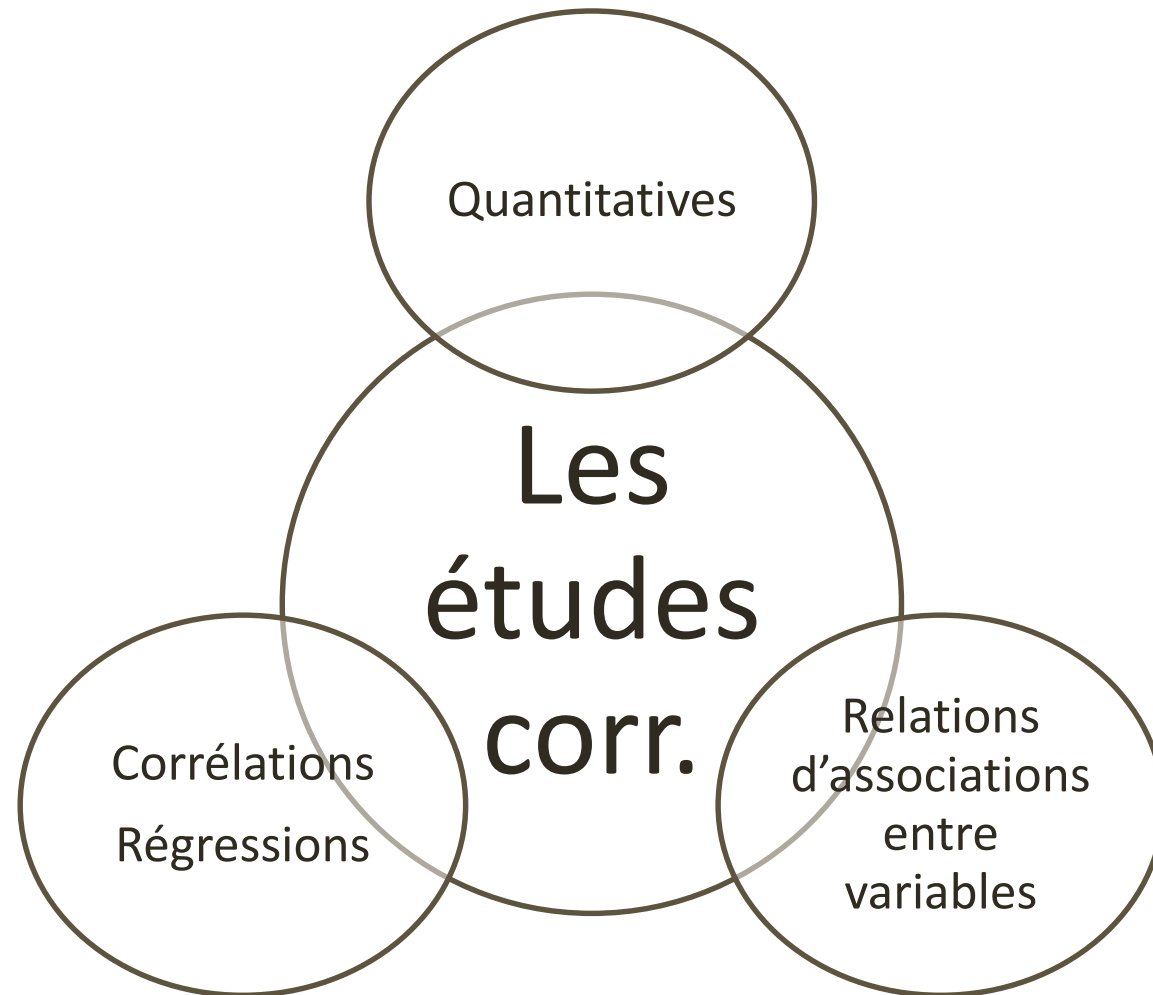 Quantitatives
Les
études
corr.
Corrélations
Régressions
Relations
d’associations
entre
variables